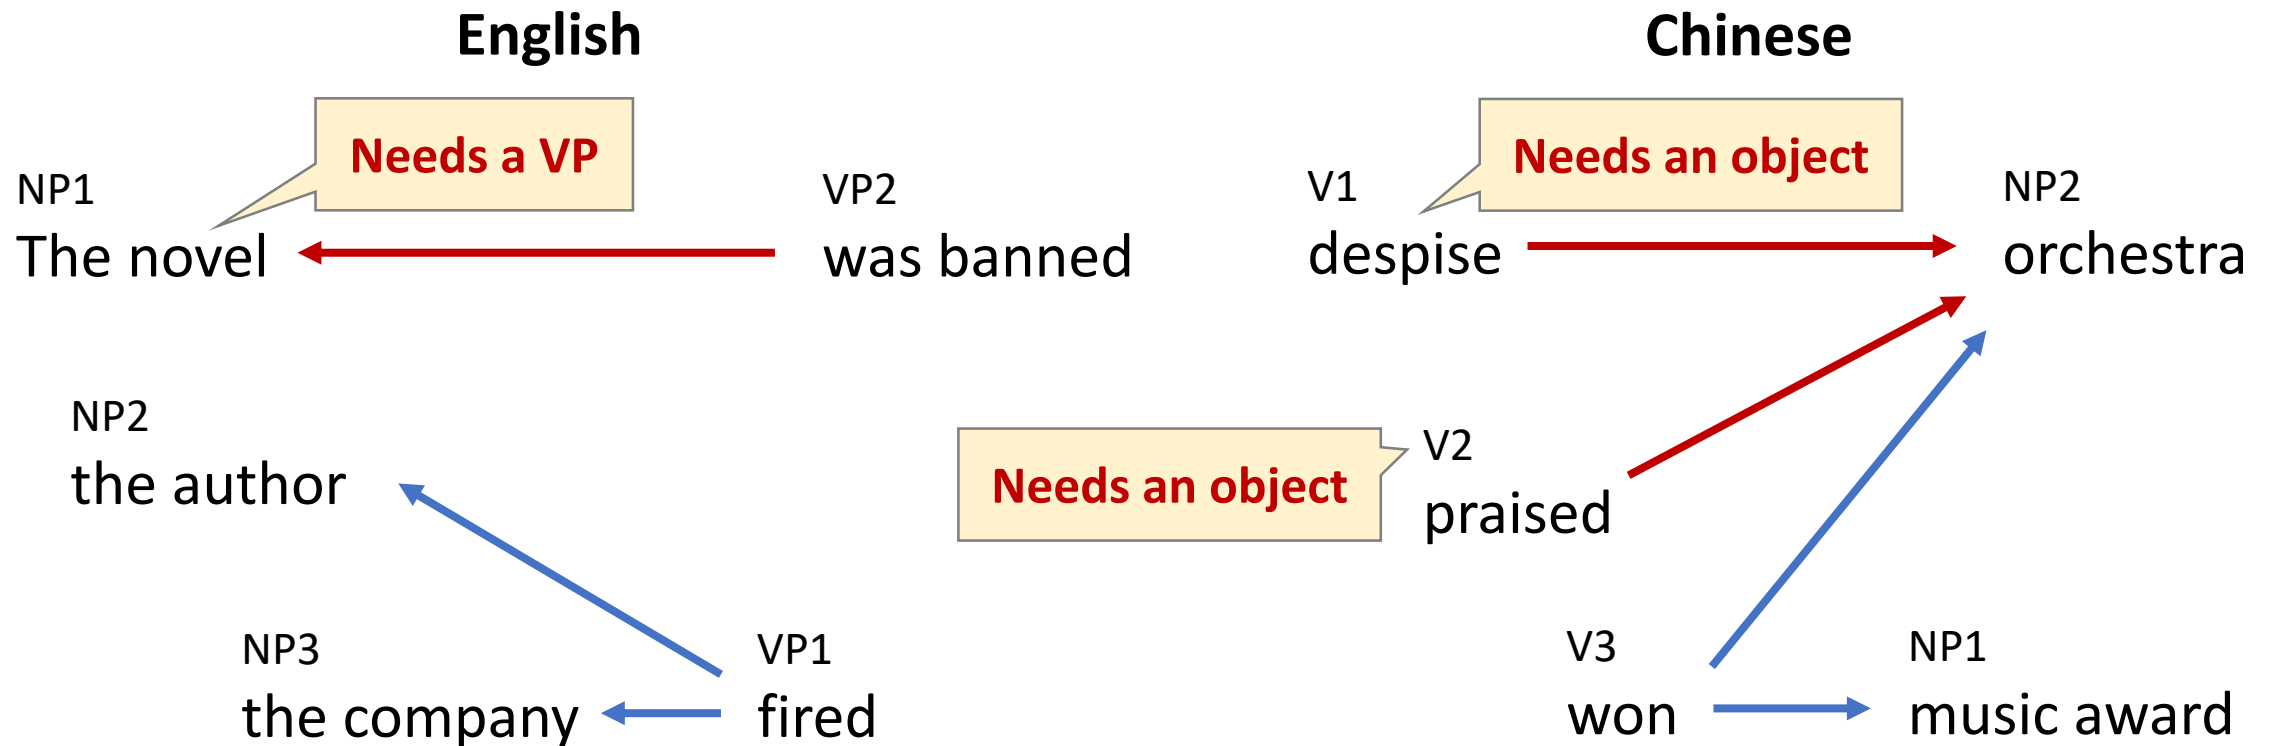 English
Needs a VP
NP1
The novel
VP2
was banned
NP2
the author
NP3
the company
VP1
fired
Chinese
Needs an object
V1
despise
NP2
orchestra
Needs an object
V2
praised
V3
won
NP1
music award